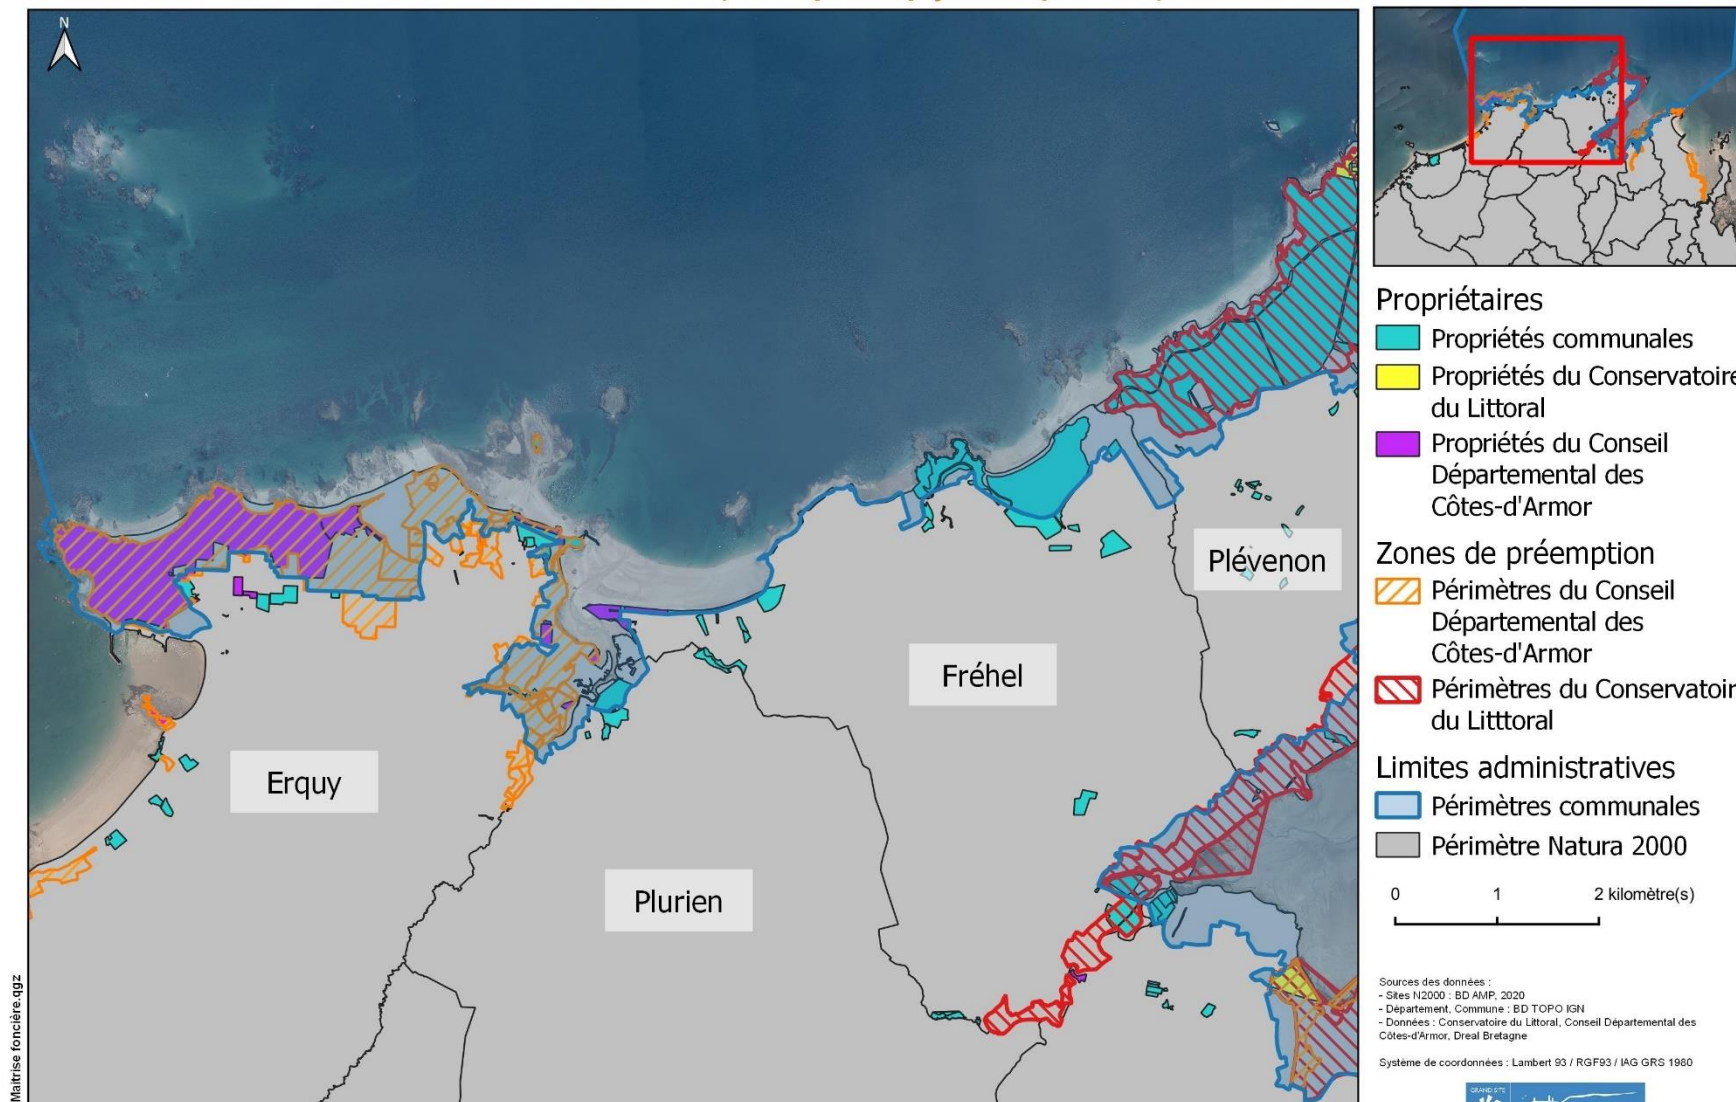 N
Propriétaires
Propriétés communales
Propriétés du Conservatoire
du Littoral
Propriétés du Conseil
Départemental des
Côtes-d'Armor
Zones de préemption
Périmètres du Conseil
Départemental des
Côtes-d'Armor
Périmètres du Conservatoir
du Litttoral
Limites administratives
Périmètres communales
Périmètre Natura 2000
0 1 2 kilomètre(s)
Sources des données :
- Sites N2000 : BD AMP, 2020
- Département, Commune : BD TOPO IGN
- Données : Conservatoire du Littoral, Conseil Départemental des
Côtes-d'Armor, Dreal Bretagne
Système de coordonnées : Lambert 93 / RGF93 / IAG GRS 1980
GRAND SITE
Plévenon
Fréhel
Erquy
Plurien
Maitrise foncière.qgz